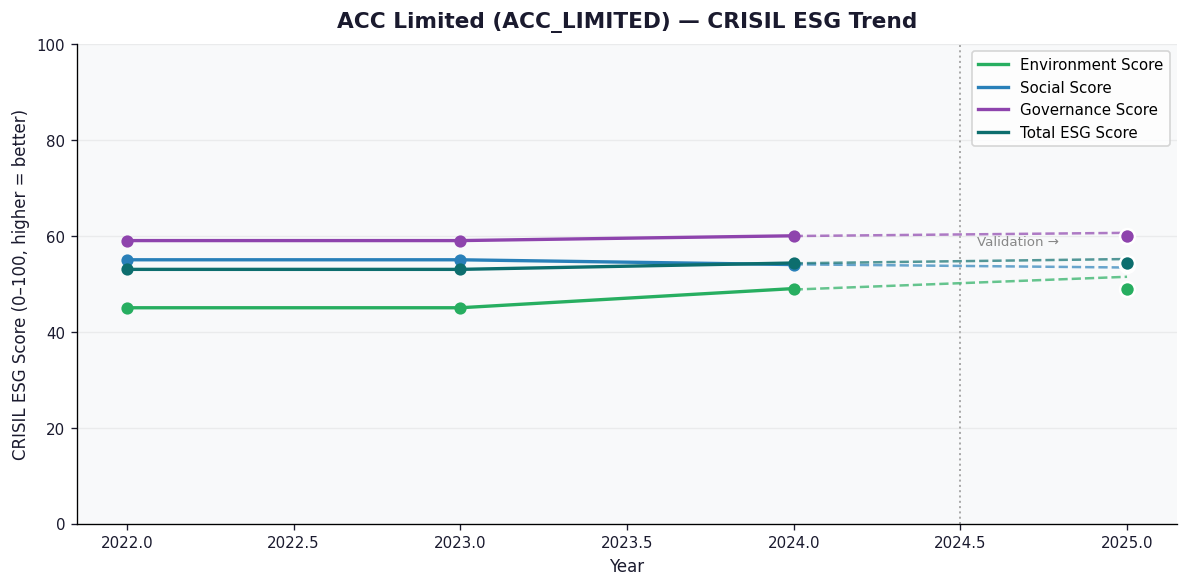 ACC Limited (ACC_LIMITED) — CRISIL ESG Trend
CRISIL ESG Score (0–100, higher = better)
100
80
60
40
20
0
Environment Score
Social Score
Governance Score
Total ESG Score
Validation →
2022.0
2022.5
2023.0
2023.5
2024.0
2024.5
2025.0
Year